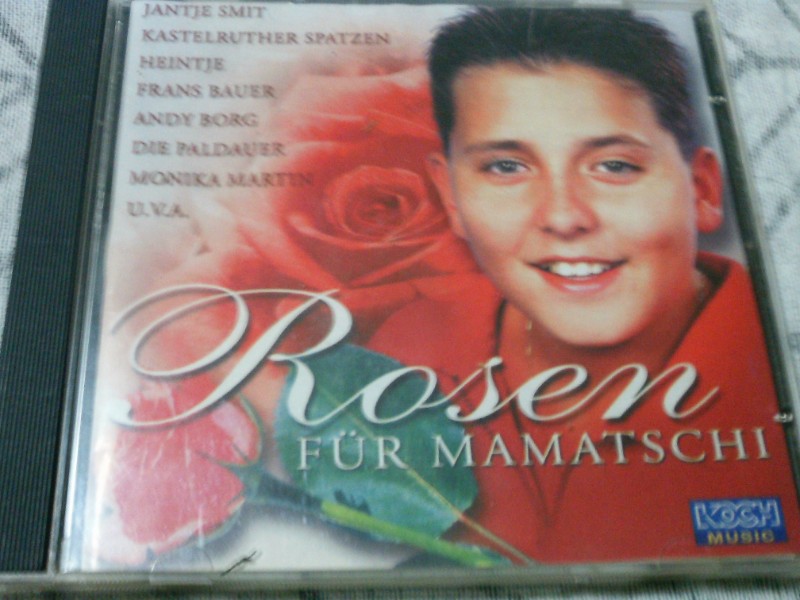 JANTJE SMIT
KASTELRUTHER SPATZEN
HEINTJE
FRANS BAUER
ANDY BORG
DIE PALDAUER
MONIKA MARTIN
U.V.A.
Rosen
FÜR MAMATSCHI
KOCH
MUSIC